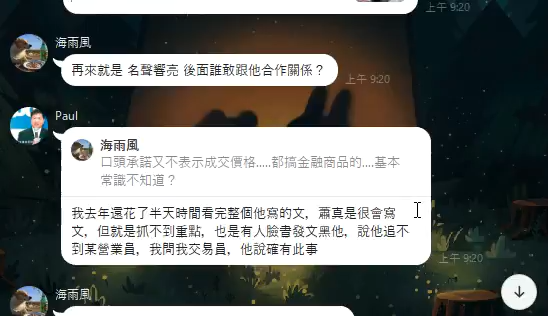 上午 9:20
海雨風
再來就是 名聲響亮 後面誰敢跟他合作關係？
上午 9:20
Paul
海雨風
口頭承諾又不表示成交價格.....都搞金融商品的....基本
常識不知道？
我去年還花了半天時間看完整個他寫的文，蕭真是很會寫
文，但就是抓不到重點，也是有人臉書發文黑他，說他追不
到某營業員，我問我交易員，他說確有此事
上午 9:20
海雨風